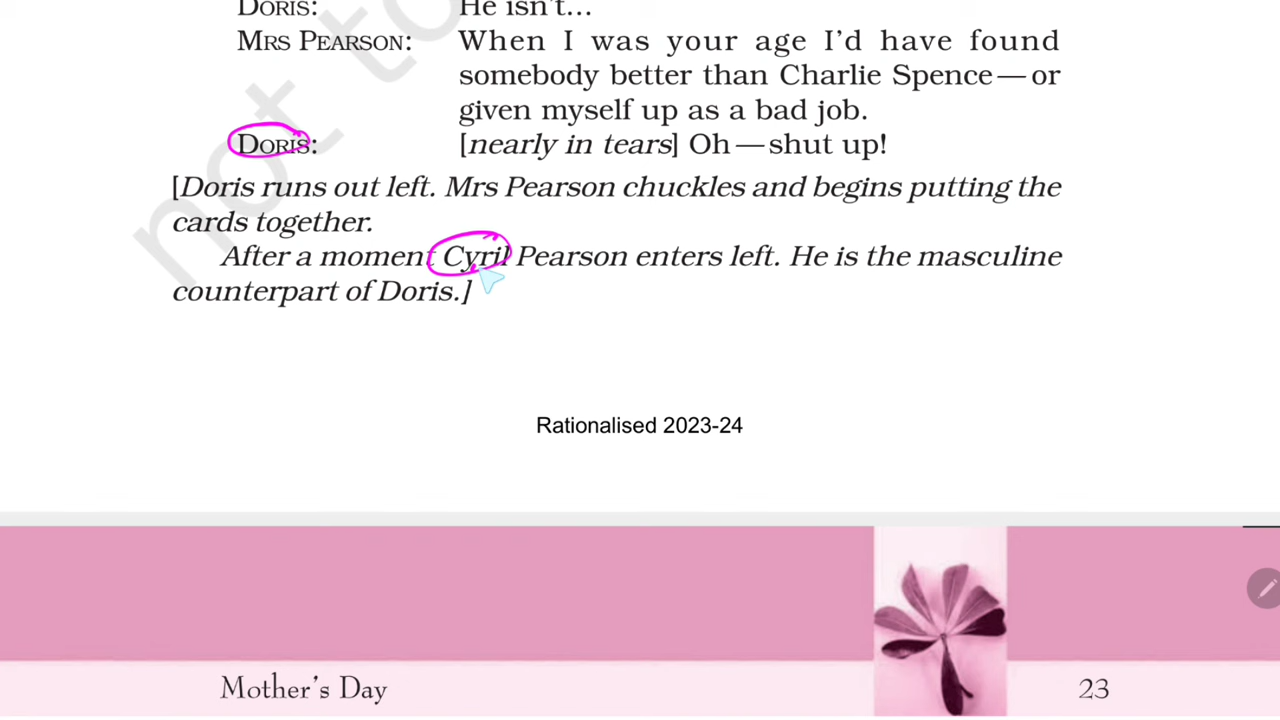 DORIS: He isn't...
MRS PEARSON: When I was your age I'd have found
somebody better than Charlie Spence—or
given myself up as a bad job.
DORIS: [nearly in tears] Oh—shut up!
[Doris runs out left. Mrs Pearson chuckles and begins putting the
cards together.
After a moment Cyril Pearson enters left. He is the masculine
counterpart of Doris.]
not to
Rationalised 2023-24
Mother's Day 23